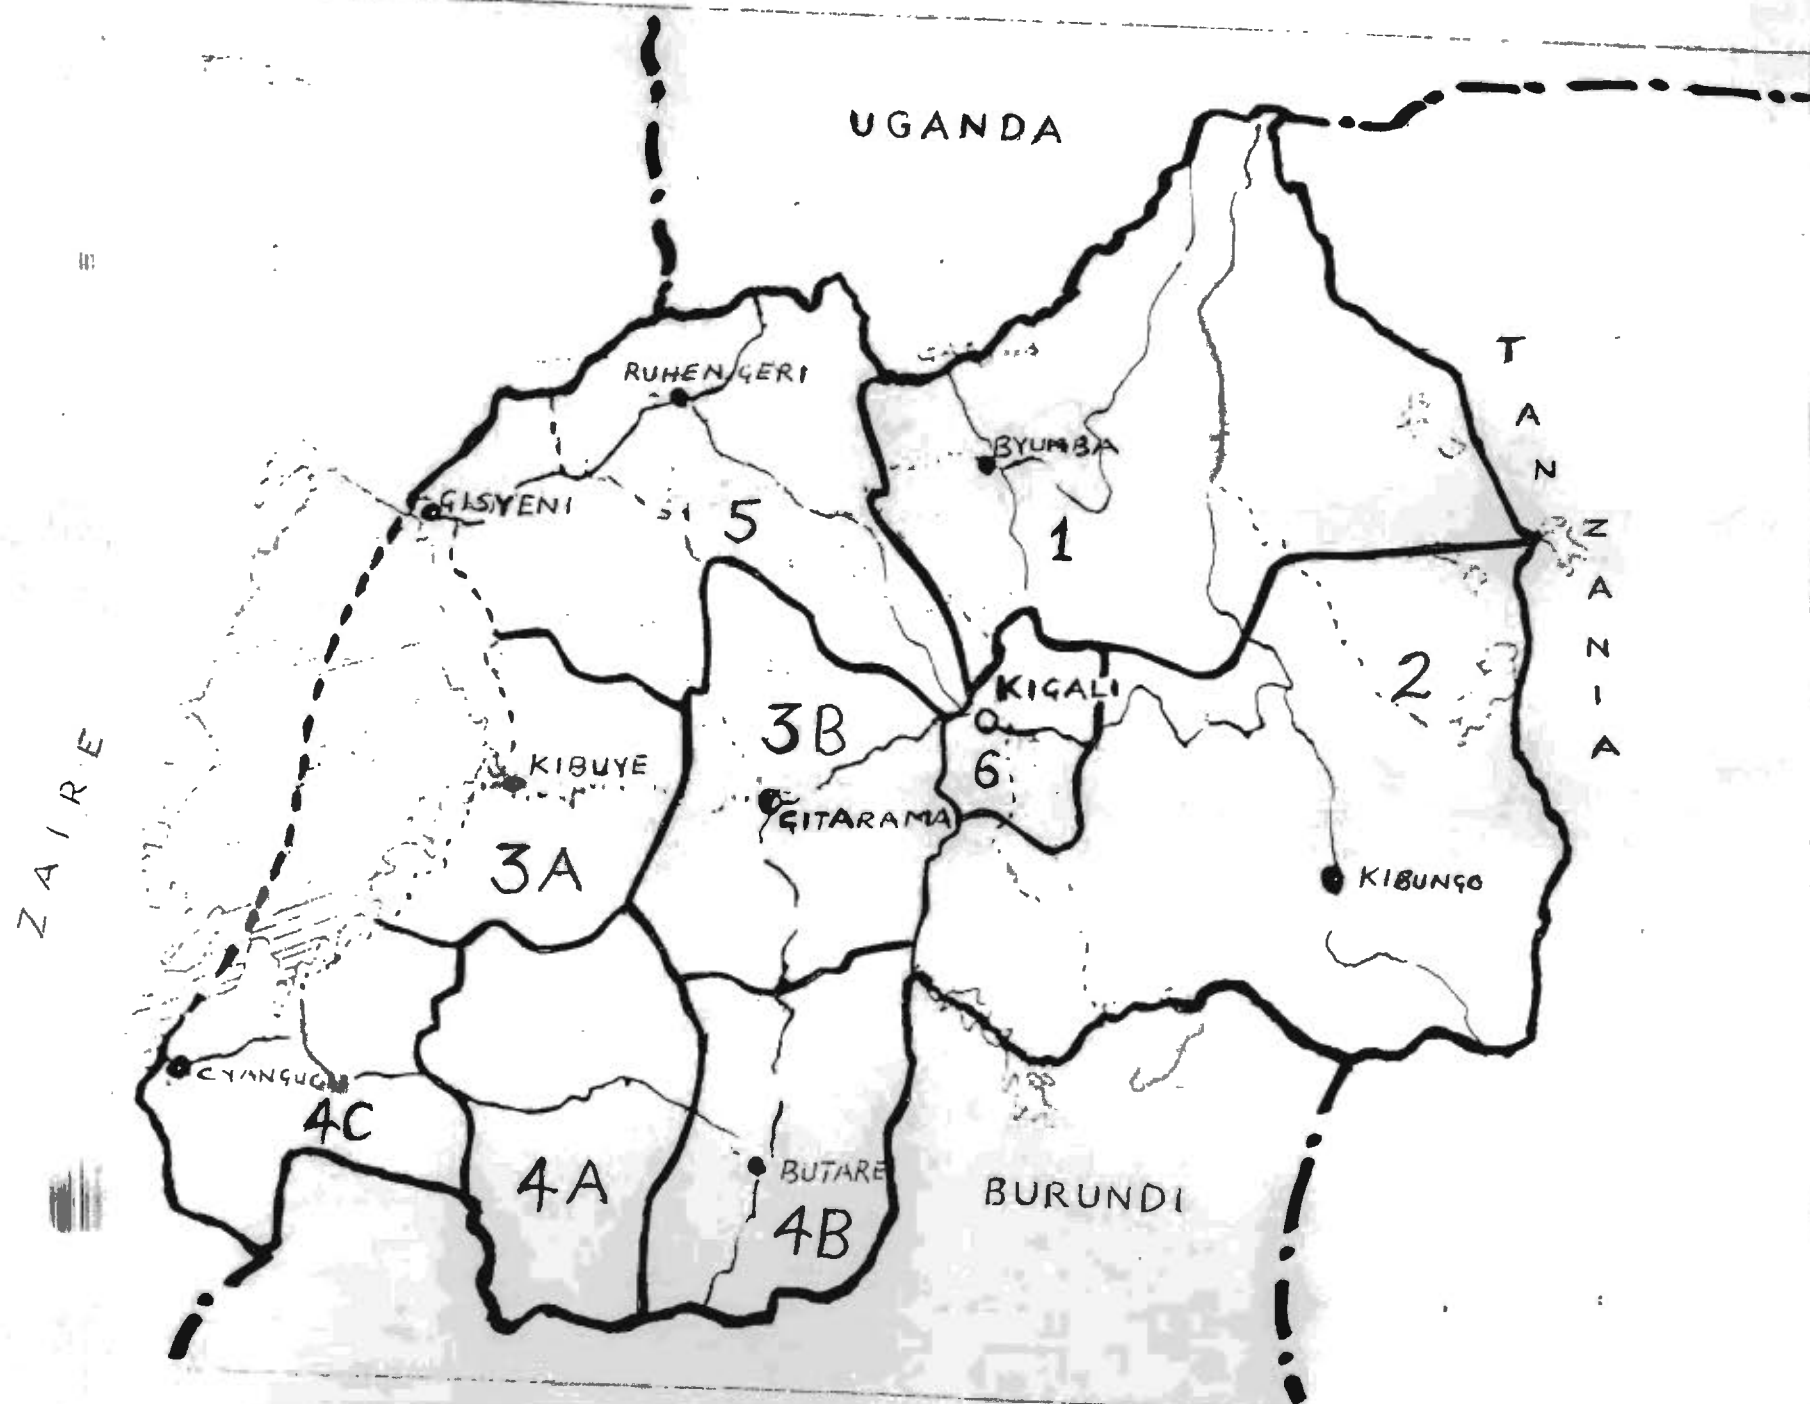 UGANDA
TANZANIA
RUHENGERI
BYUMBA
GISYENI
5
1
2
KIGALI
3B
ZAIRE
KIBUYE
6
GITARAMA
3A
KIBUNGO
CYANGUGU
4C
4A
BUTARE
BURUNDI
4B